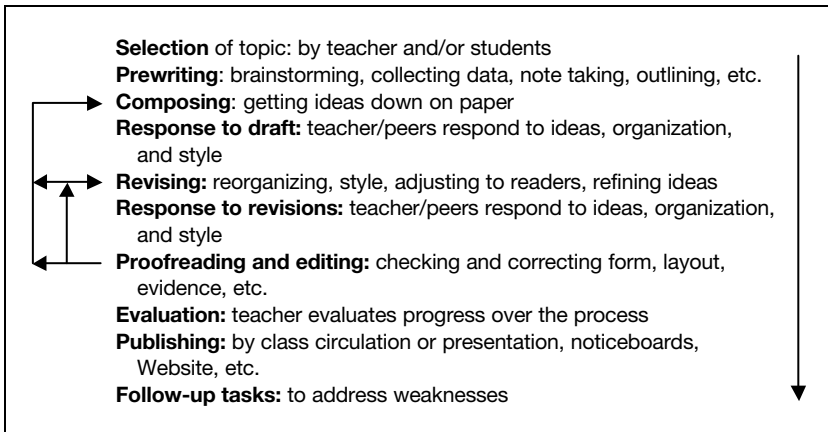 Selection of topic: by teacher and/or students
Prewriting: brainstorming, collecting data, note taking, outlining, etc.
Composing: getting ideas down on paper
Response to draft: teacher/peers respond to ideas, organization,
and style
Revising: reorganizing, style, adjusting to readers, refining ideas
Response to revisions: teacher/peers respond to ideas, organization,
and style
Proofreading and editing: checking and correcting form, layout,
evidence, etc.
Evaluation: teacher evaluates progress over the process
Publishing: by class circulation or presentation, noticeboards,
Website, etc.
Follow-up tasks: to address weaknesses